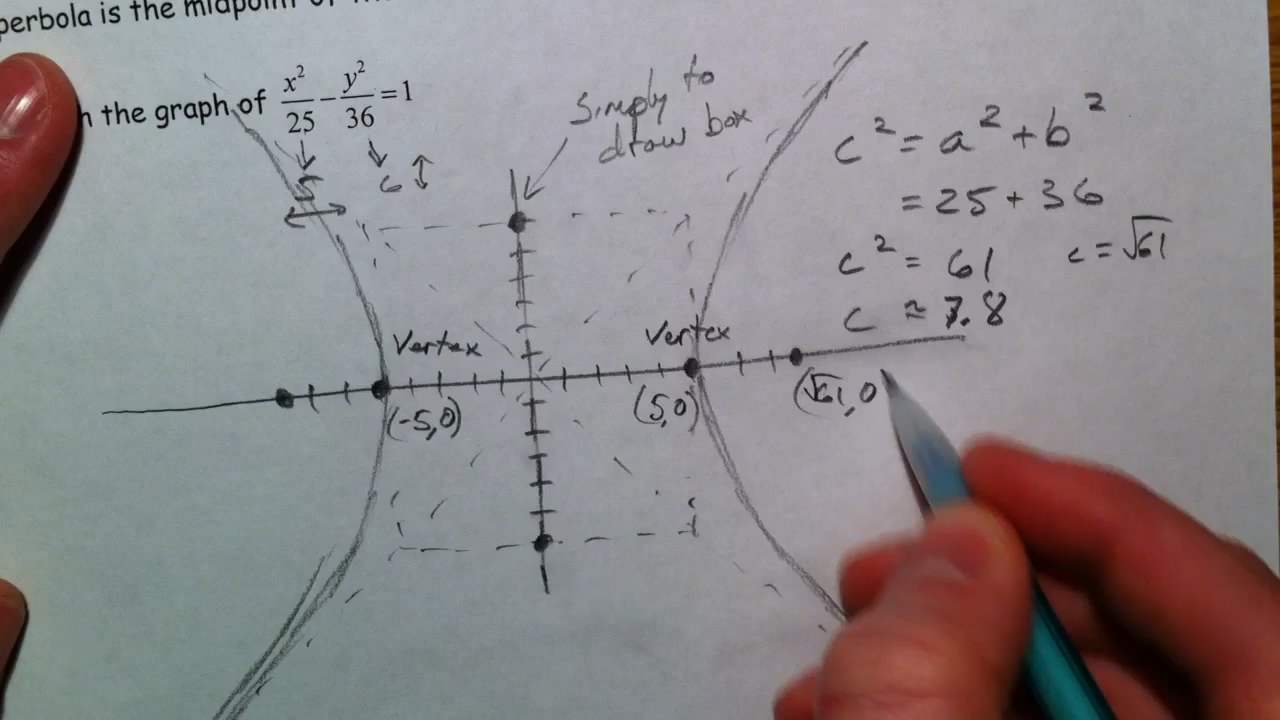 perbola is the midpoint of
h the graph of x²/25 − y²/36 = 1
5 6
Simply to
draw box
c² = a² + b²
= 25 + 36
c² = 61 c = √61
c ≈ 7.8
Vertex Vertex
(-5,0) (5,0) (√61,0